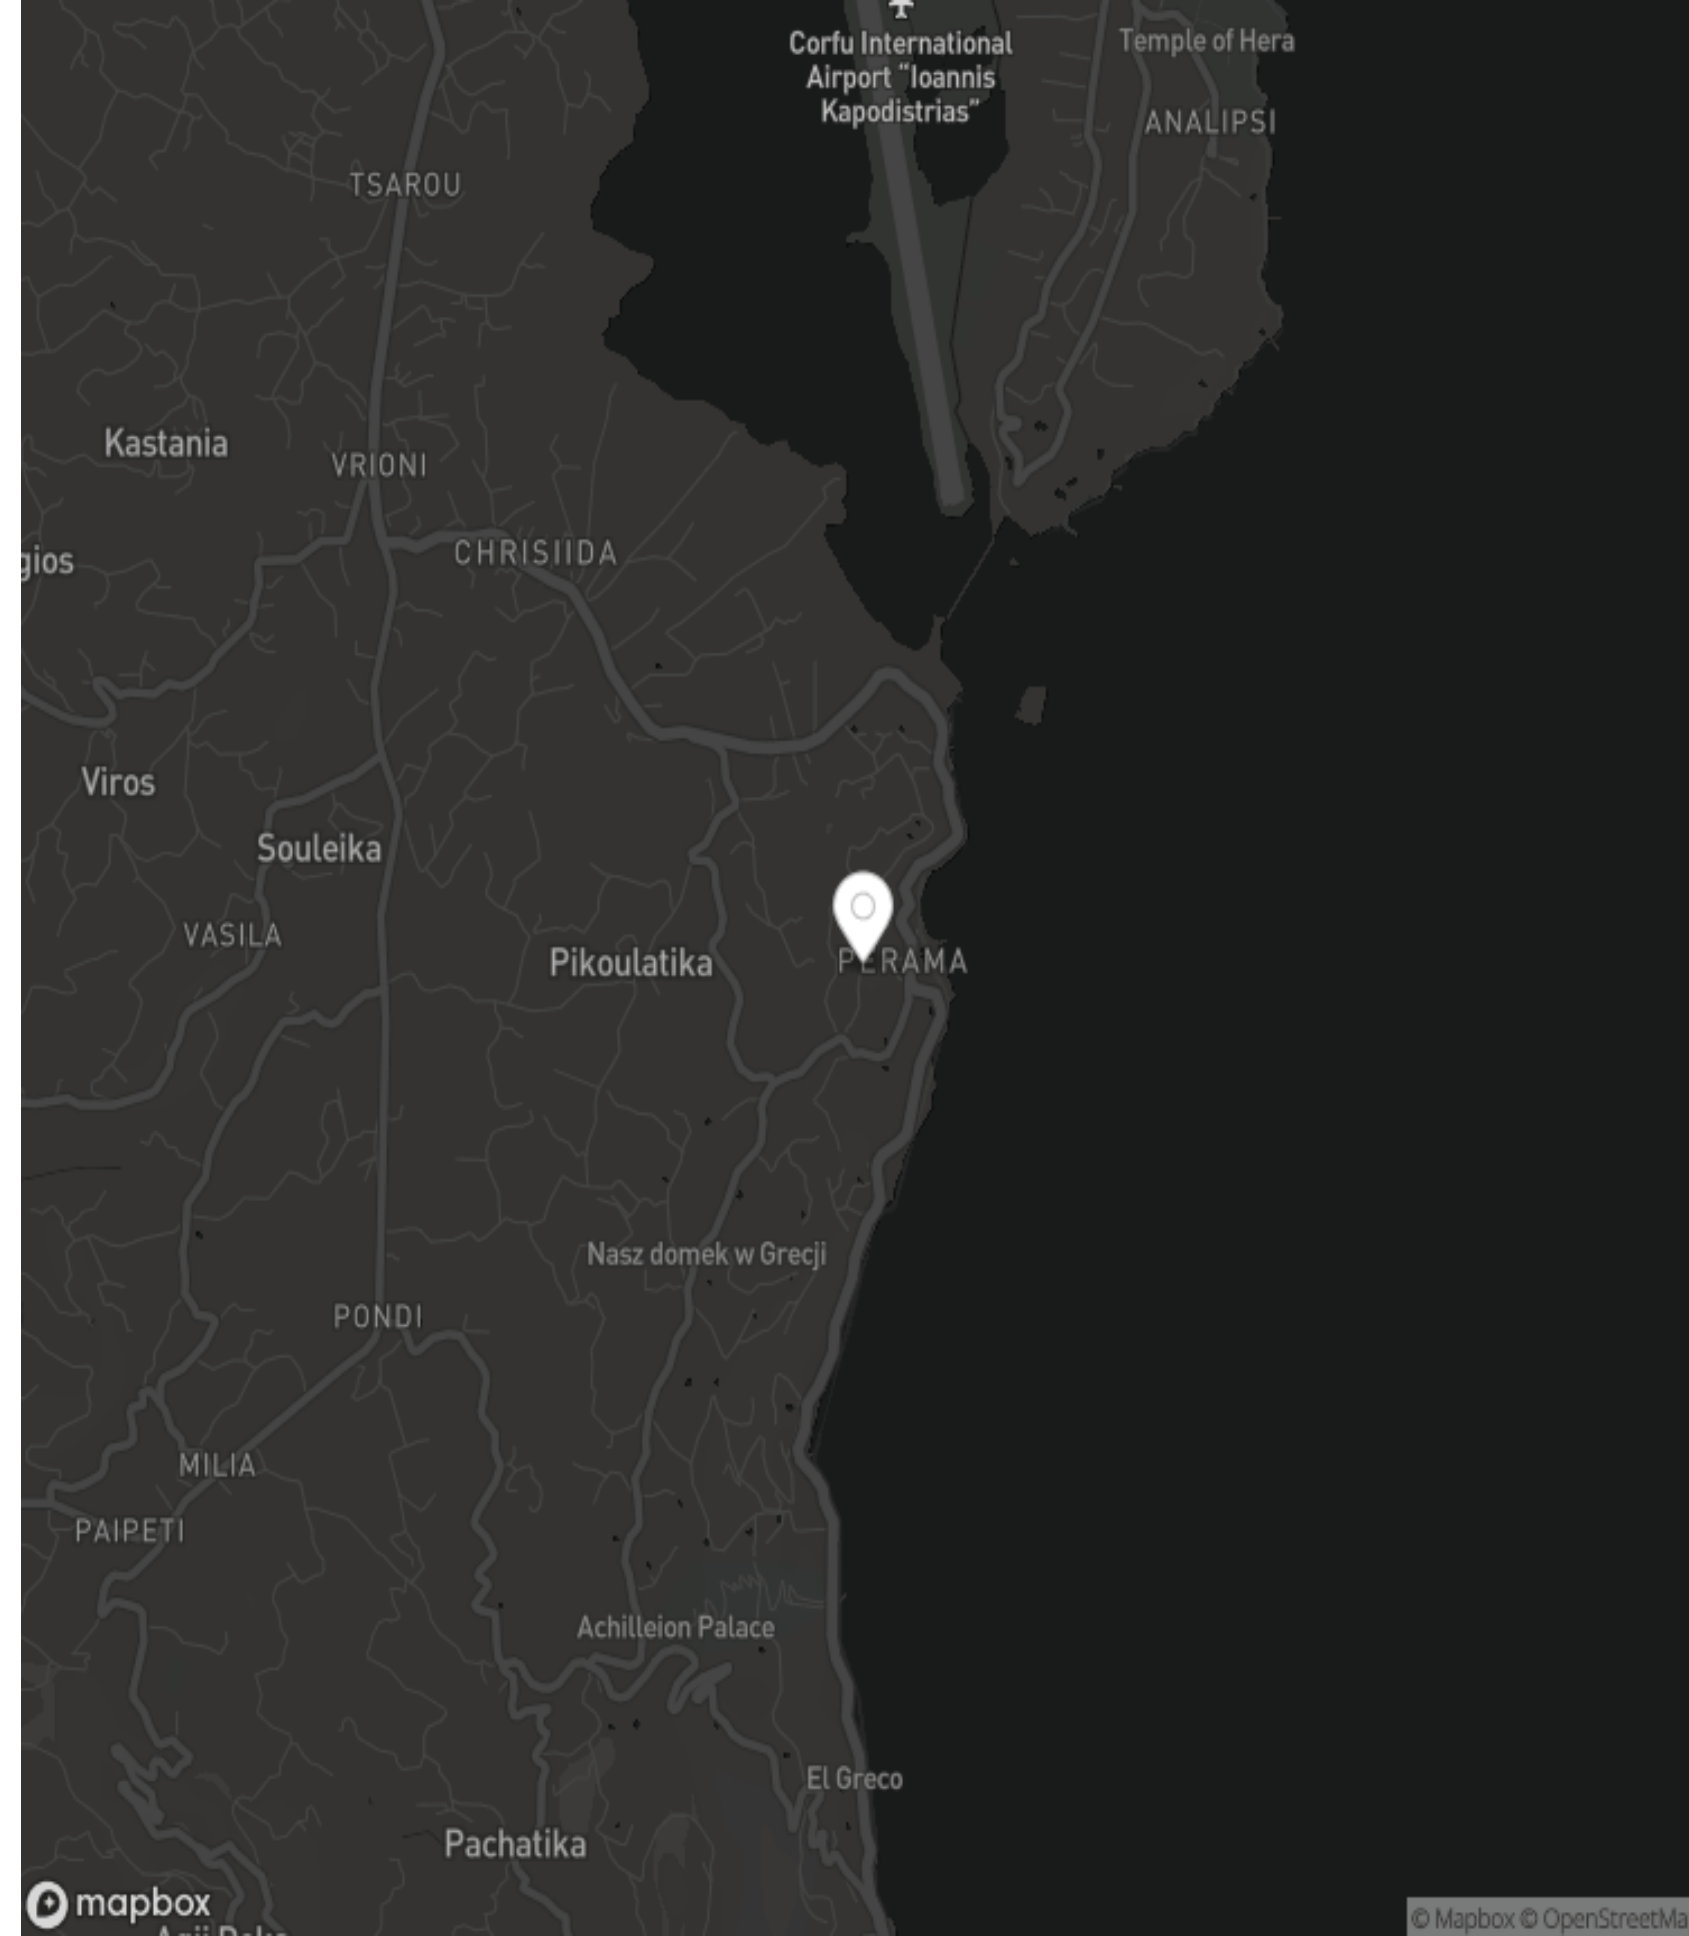 Corfu International
Airport “Ioannis
Kapodistrias”
Temple of Hera
ANALIPSI
TSAROU
Kastania
VRIONI
CHRISIIDA
gios
Viros
Souleika
VASILA
Pikoulatika
PERAMA
Nasz domek w Grecji
PONDI
MILIA
PAIPETI
Achilleion Palace
El Greco
Pachatika
mapbox
© Mapbox © OpenStreetMa